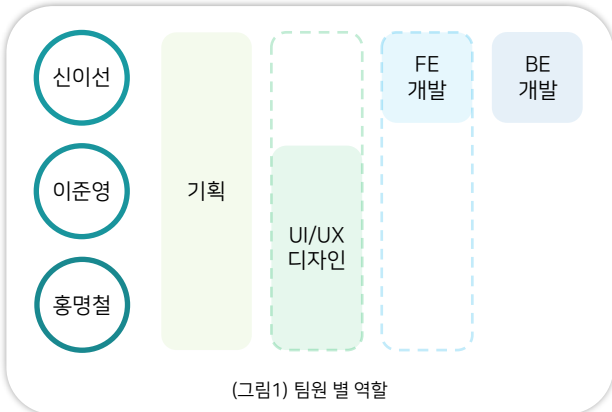 신이선
FE
개발
BE
개발
이준영
기획
UI/UX
디자인
홍명철
(그림1) 팀원 별 역할